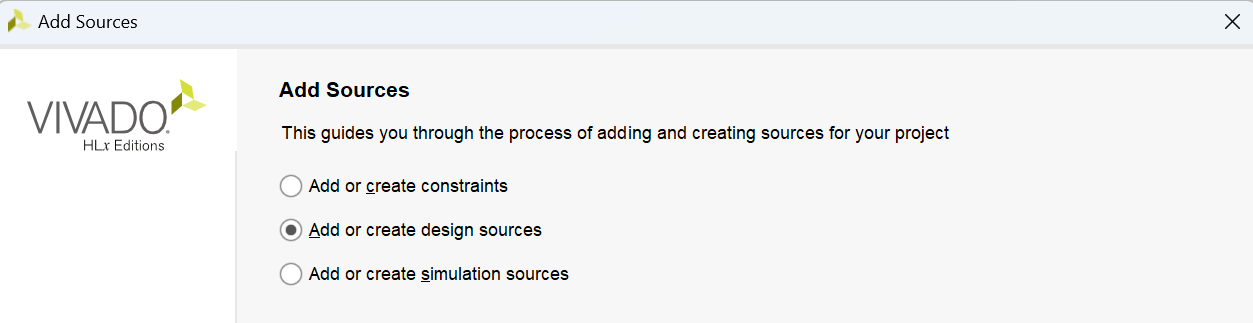 Add Sources
VIVADO.
HLx Editions
Add Sources
This guides you through the process of adding and creating sources for your project
Add or create constraints
Add or create design sources
Add or create simulation sources